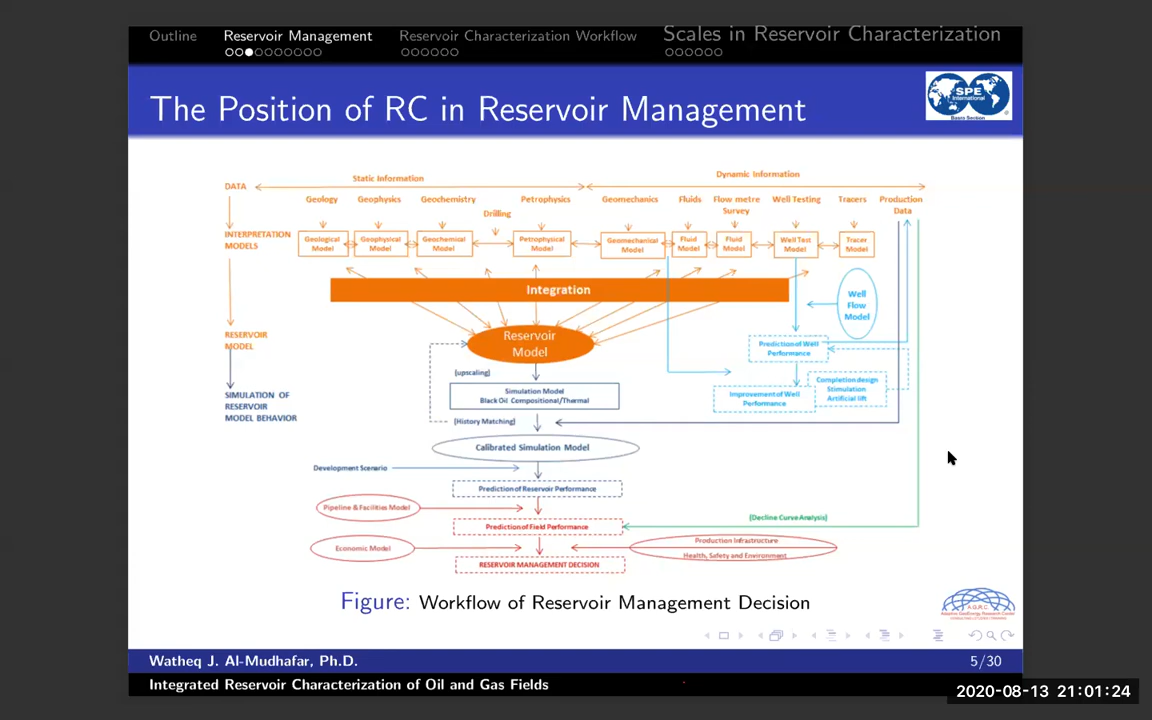 Outline Reservoir Management Reservoir Characterization Workflow Scales in Reservoir Characterization
The Position of RC in Reservoir Management
SPE
International
Basra Section
Static Information Dynamic Information
DATA
Geology Geophysics Geochemistry Drilling Petrophysics Geomechanics Fluids Flow metre Survey Well Testing Tracers Production Data
INTERPRETATION
MODELS
Geological
Model
Geophysical
Model
Geochemical
Model
Petrophysical
Model
Geomechanical
Model
Fluid
Model
Fluid
Model
Well Test
Model
Tracer
Model
Integration
Well
Flow
Model
RESERVOIR
MODEL
Reservoir
Model
Prediction of Well
Performance
(upscaling)
SIMULATION OF
RESERVOIR
MODEL BEHAVIOR
Simulation Model
Black Oil Compositional/Thermal
Improvement of Well
Performance
Completion design
Stimulation
Artificial lift
(History Matching)
Calibrated Simulation Model
Development Scenario
Prediction of Reservoir Performance
Pipeline & Facilities Model
(Decline Curve Analysis)
Prediction of Field Performance
Economic Model
Production Infrastructure
Health, Safety and Environment
RESERVOIR MANAGEMENT DECISION
Figure: Workflow of Reservoir Management Decision
A.G.R.C
Watheq J. Al-Mudhafar, Ph.D. 5/30
Integrated Reservoir Characterization of Oil and Gas Fields
2020-08-13 21:01:24